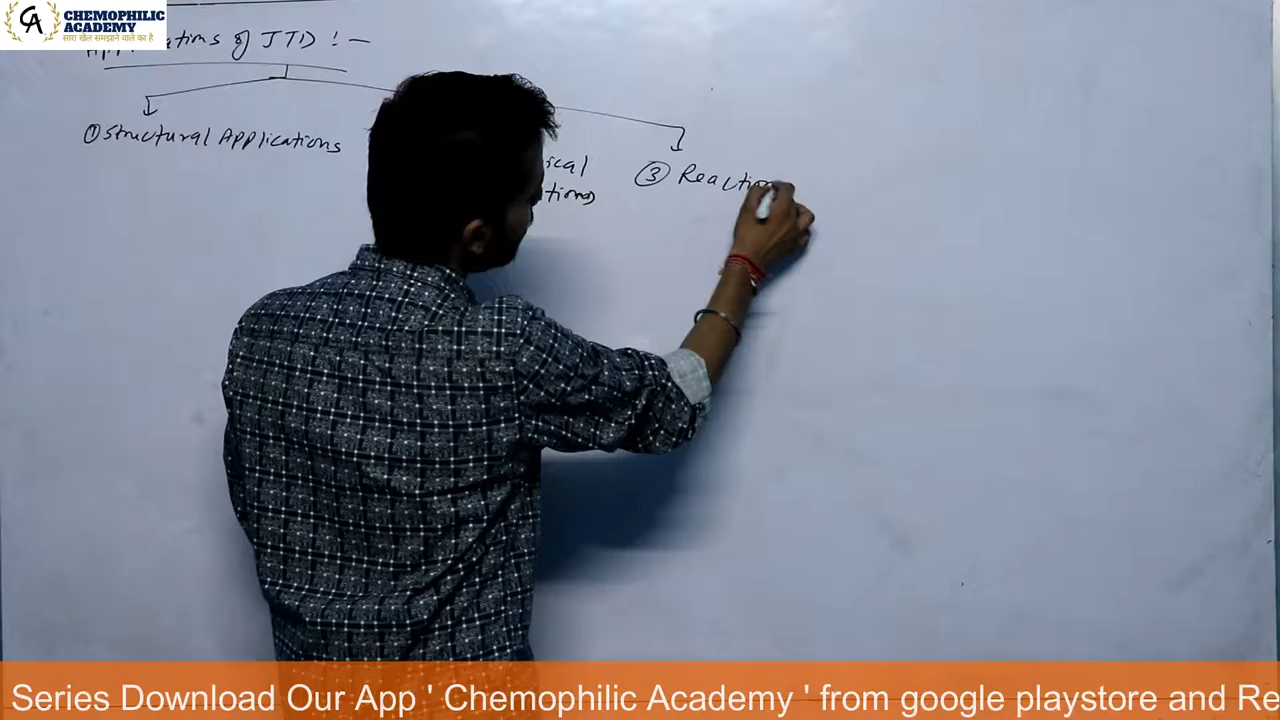 CHEMOPHILIC
ACADEMY
सारा खेल समझाने वाले का है
of JTD :-
① Structural Applications
ical
tions
③ Reaction
Series Download Our App ' Chemophilic Academy ' from google playstore and Re